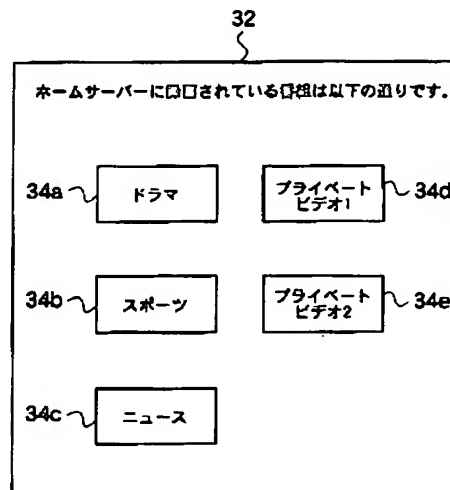 32
ホームサーバーに されている番組は以下の通りです。
34a
ドラマ
プライベート
ビデオ1
34d
34b
スポーツ
プライベート
ビデオ2
34e
34c
ニュース